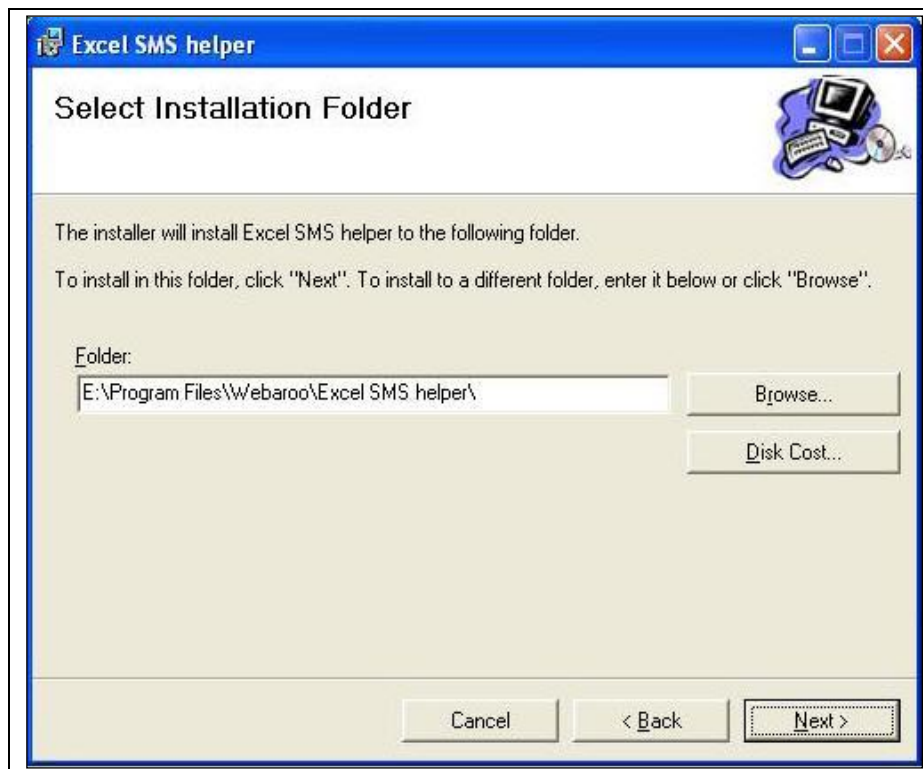 Excel SMS helper
Select Installation Folder
The installer will install Excel SMS helper to the following folder.
To install in this folder, click "Next". To install to a different folder, enter it below or click "Browse".
Folder:
E:\Program Files\Webaroo\Excel SMS helper\
Browse...
Disk Cost...
Cancel
< Back
Next >